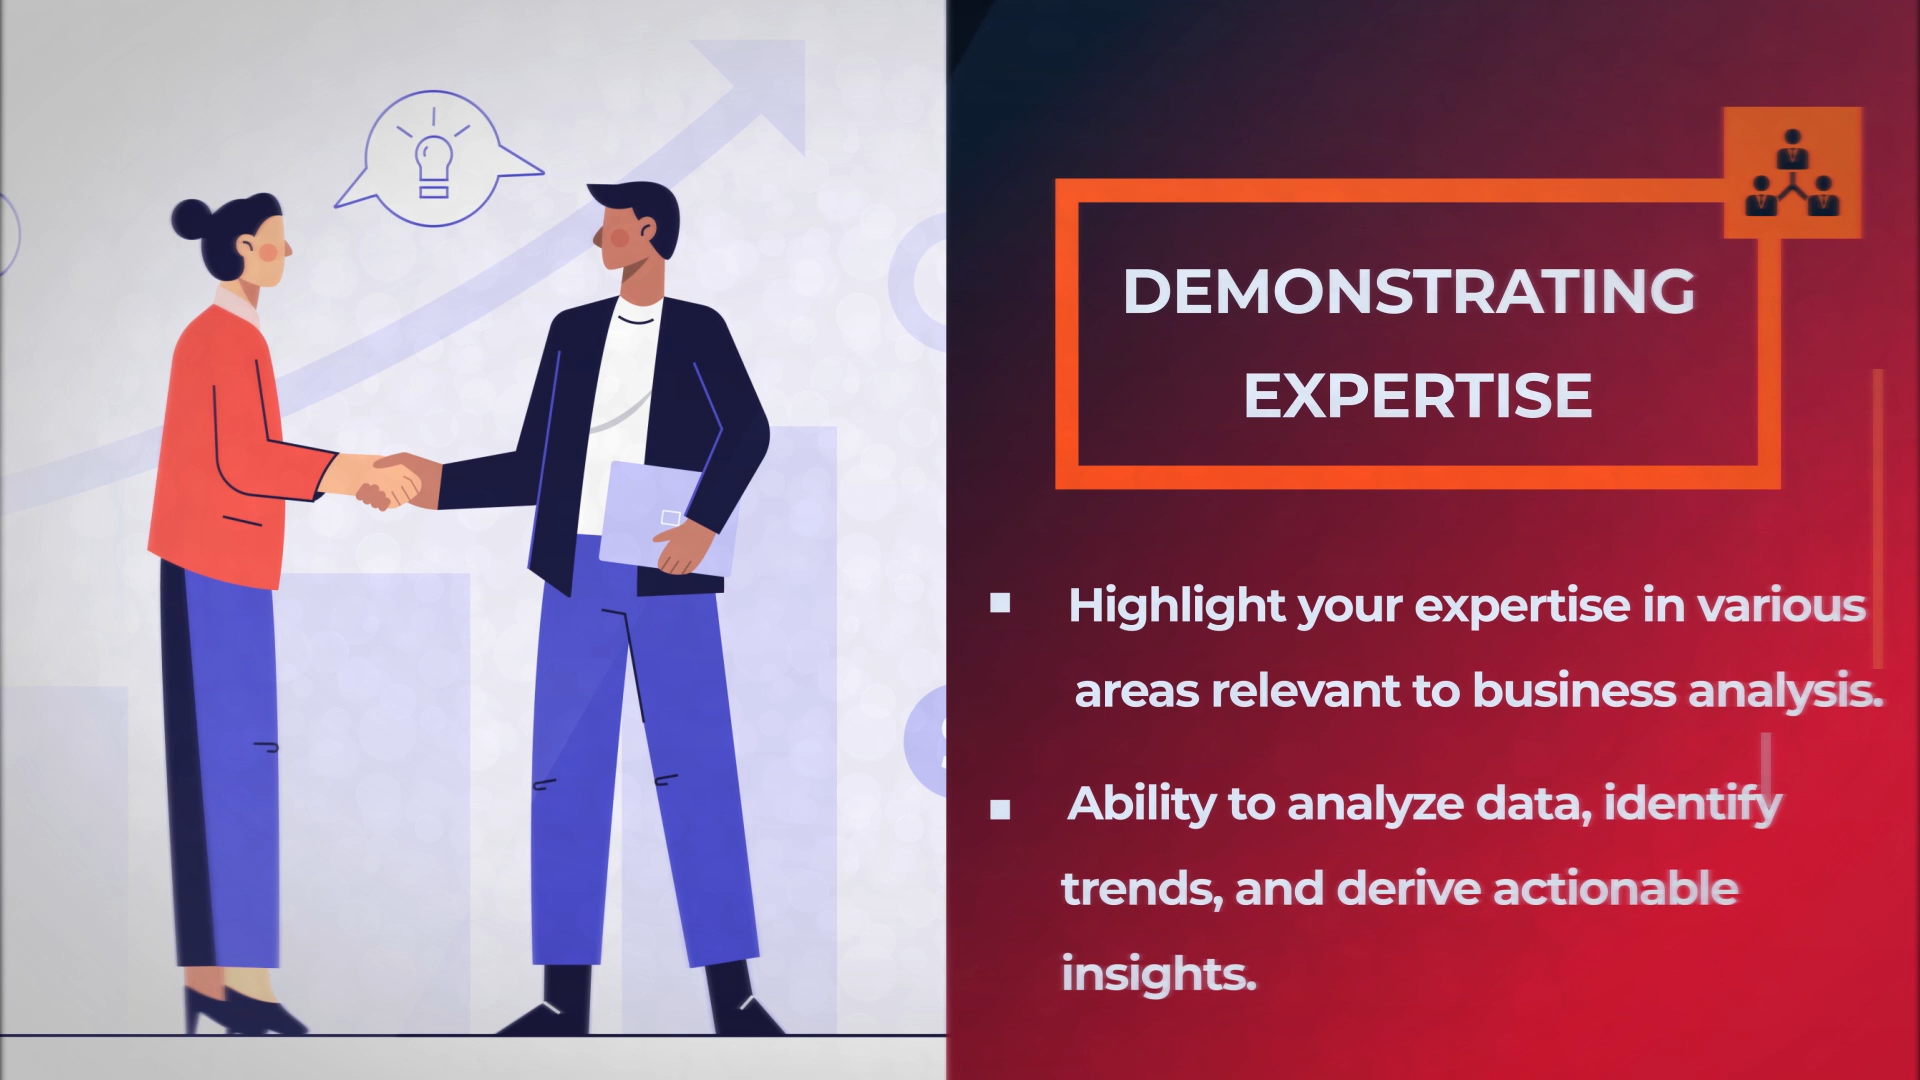 DEMONSTRATING
EXPERTISE
Highlight your expertise in various
areas relevant to business analysis.
Ability to analyze data, identify
trends, and derive actionable
insights.